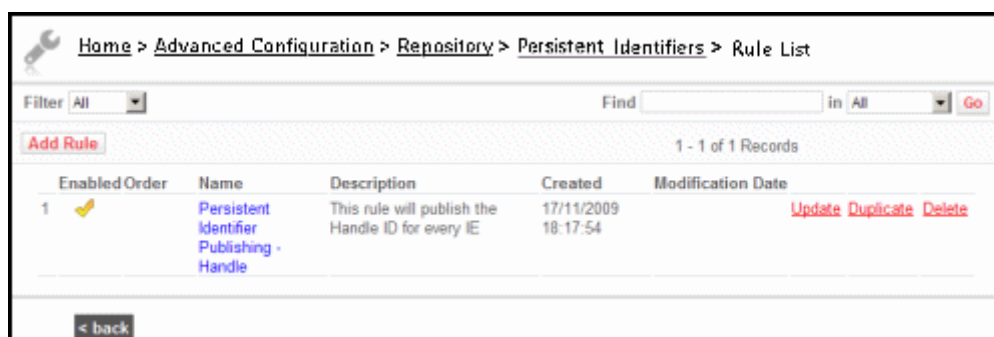 Home > Advanced Configuration > Repository > Persistent Identifiers > Rule List
Filter All Find in All Go
Add Rule 1 - 1 of 1 Records
Enabled Order Name Description Created Modification Date
1 Persistent This rule will publish the 17/11/2009 Update Duplicate Delete
Identifier Handle ID for every IE 18:17:54
Publishing -
Handle
< back